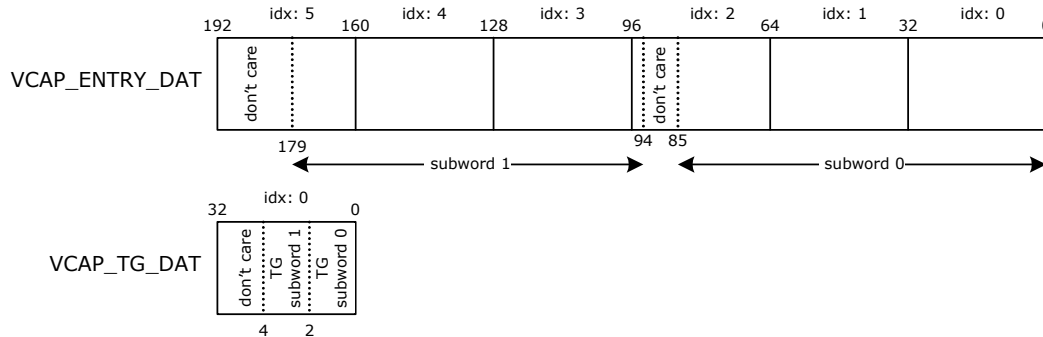 idx: 5 idx: 4 idx: 3 idx: 2 idx: 1 idx: 0
192 160 128 96 64 32
VCAP_ENTRY_DAT
don't care
don't care
179 94 85
subword 1 subword 0
idx: 0
32 0
VCAP_TG_DAT
don't care
TG
subword 1
TG
subword 0
4 2